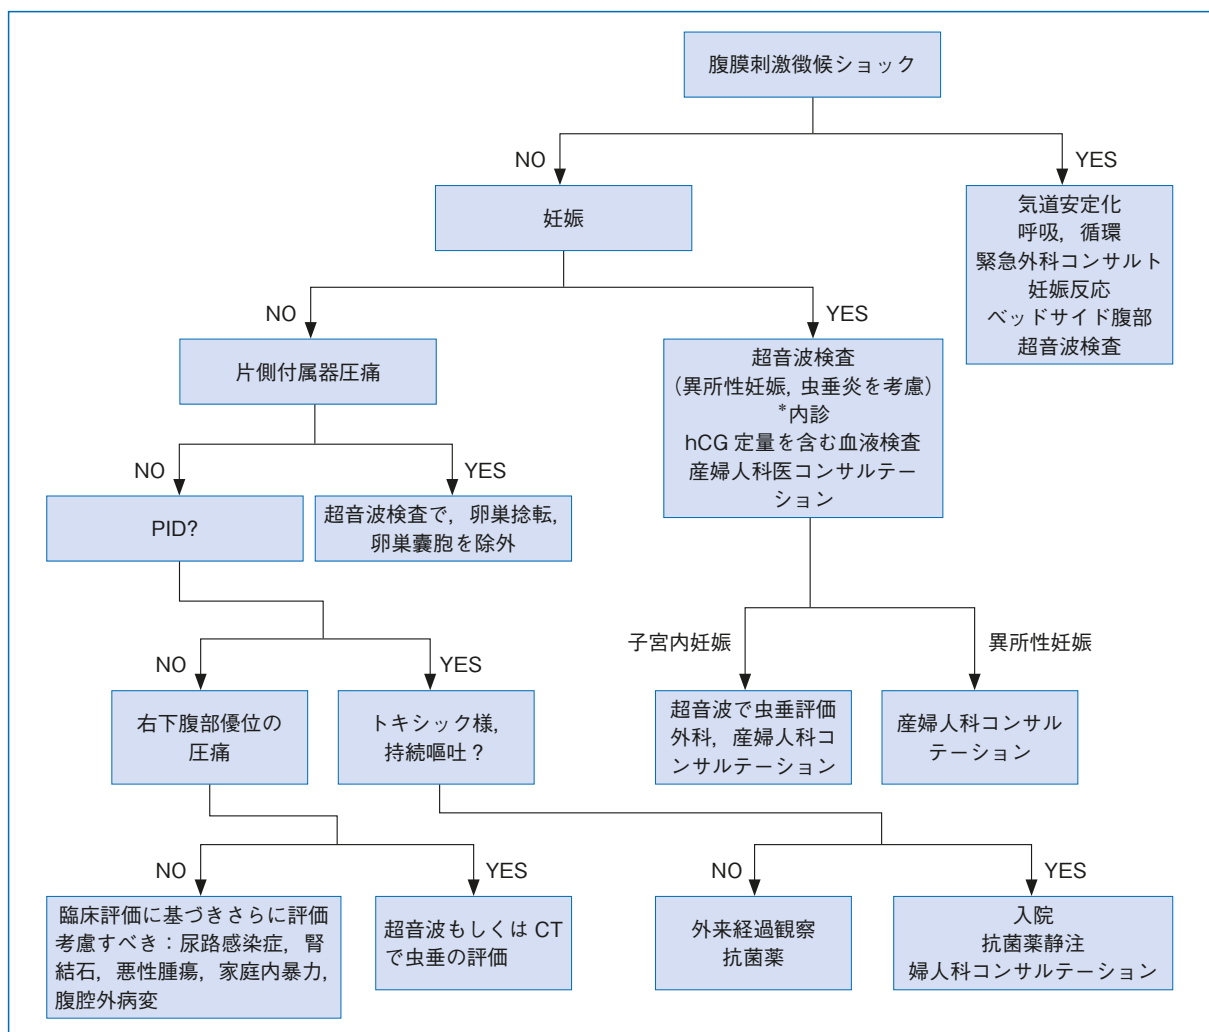 腹膜刺激徴候ショック
NO
YES
妊娠
気道安定化
呼吸，循環
緊急外科コンサルト
妊娠反応
ベッドサイド腹部
超音波検査
NO
YES
片側付属器圧痛
超音波検査
(異所性妊娠，虫垂炎を考慮)
*内診
hCG 定量を含む血液検査
産婦人科医コンサルテー
ション
NO
YES
PID?
超音波検査で，卵巣捻転，
卵巣嚢胞を除外
子宮内妊娠
異所性妊娠
NO
YES
右下腹部優位の
圧痛
トキシック様，
持続嘔吐？
超音波で虫垂評価
外科，産婦人科コ
ンサルテーション
産婦人科コンサル
テーション
NO
YES
NO
YES
臨床評価に基づきさらに評価
考慮すべき：尿路感染症，腎
結石，悪性腫瘍，家庭内暴力，
腹腔外病変
超音波もしくは CT
で虫垂の評価
外来経過観察
抗菌薬
入院
抗菌薬静注
婦人科コンサルテーション